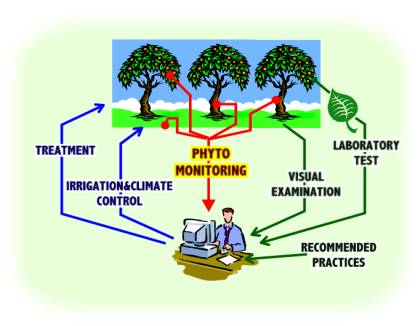 TREATMENT
IRRIGATION&CLIMATE
CONTROL
PHYTO
MONITORING
VISUAL
EXAMINATION
LABORATORY
TEST
RECOMMENDED
PRACTICES